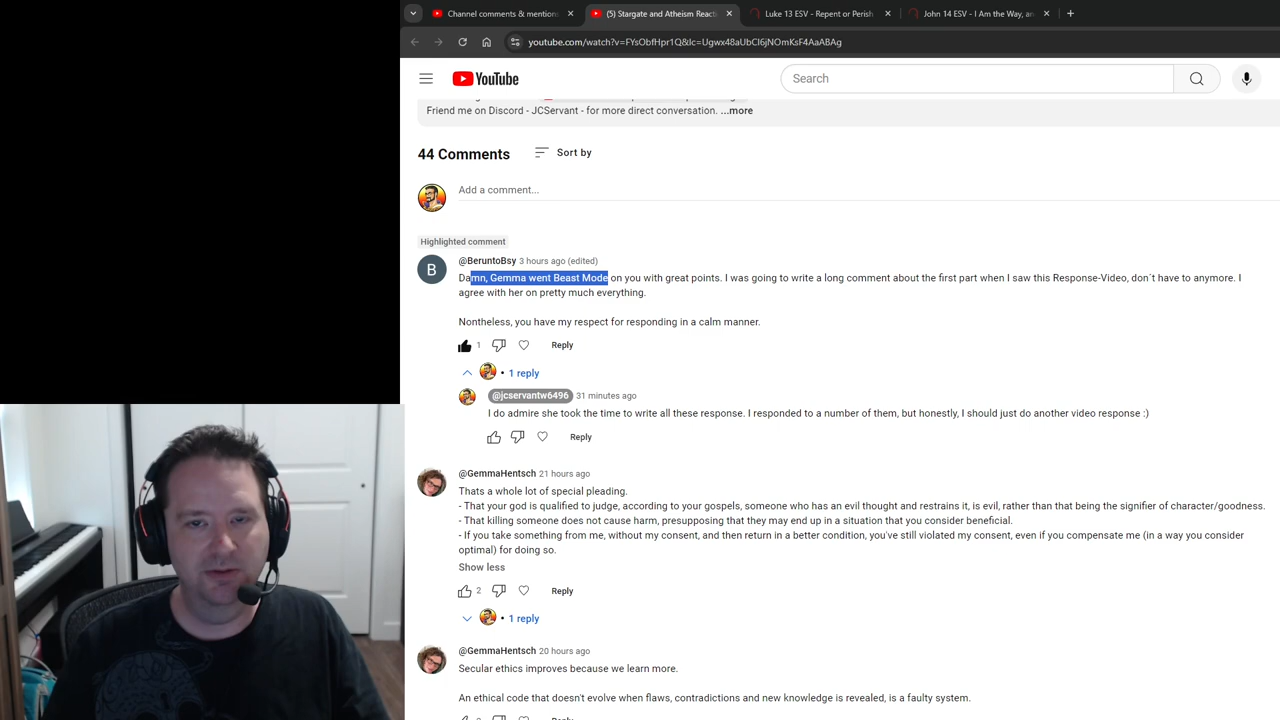 Channel comments & mention
(5) Stargate and Atheism Reacti
Luke 13 ESV - Repent or Perish
John 14 ESV - I Am the Way, an
youtube.com/watch?v=FYsObfHpr1Q&lc=Ugwx48aUbCI6jNOmKsF4AaABAg
YouTube
Search
Friend me on Discord - JCServant - for more direct conversation. ...more
44 Comments
Sort by
Add a comment...
Highlighted comment
B
@BeruntoBsy 3 hours ago (edited)
Damn, Gemma went Beast Mode on you with great points. I was going to write a long comment about the first part when I saw this Response-Video, don´t have to anymore. I
agree with her on pretty much everything.
Nontheless, you have my respect for responding in a calm manner.
1 Reply
• 1 reply
@jcservantw6496 31 minutes ago
I do admire she took the time to write all these response. I responded to a number of them, but honestly, I should just do another video response :)
Reply
@GemmaHentsch 21 hours ago
Thats a whole lot of special pleading.
- That your god is qualified to judge, according to your gospels, someone who has an evil thought and restrains it, is evil, rather than that being the signifier of character/goodness.
- That killing someone does not cause harm, presupposing that they may end up in a situation that you consider beneficial.
- If you take something from me, without my consent, and then return in a better condition, you've still violated my consent, even if you compensate me (in a way you consider
optimal) for doing so.
Show less
2 Reply
• 1 reply
@GemmaHentsch 20 hours ago
Secular ethics improves because we learn more.
An ethical code that doesn't evolve when flaws, contradictions and new knowledge is revealed, is a faulty system.